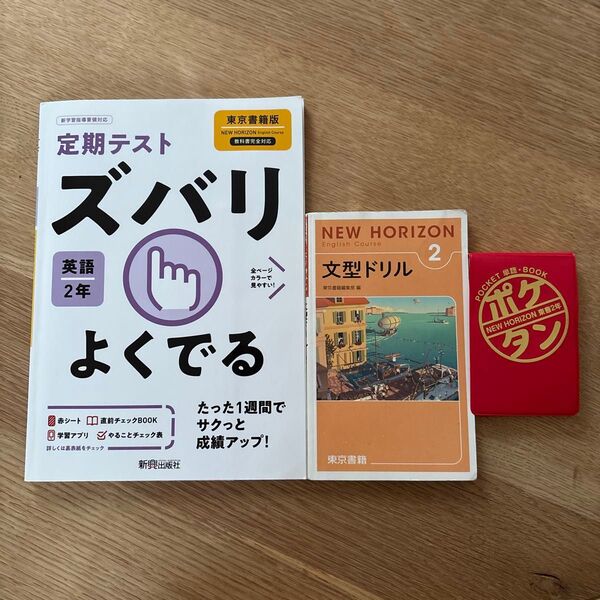 新学習指導要領対応
定期テスト
東京書籍版
NEW HORIZON English Course
教科書完全対応
ズバリ
英語
2年
全ページ
カラーで
見やすい!
よくでる
赤シート
直前チェックBOOK
学習アプリ
やることチェック表
詳しくは裏表紙をチェック
たった1週間で
サクっと
成績アップ!
新興出版社
NEW HORIZON
English Course
2
文型ドリル
東京書籍編集部 編
東京書籍
POCKET 単語・BOOK
ポケ
NEW HORIZON 東書2年
タン